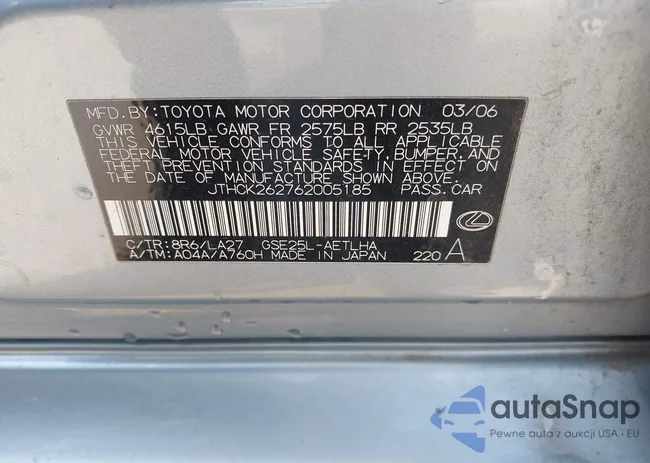 MFD.BY:TOYOTA MOTOR CORPORATION 03/06
GVWR 4615LB GAWR FR 2575LB RR 2535LB
THIS VEHICLE CONFORMS TO ALL APPLICABLE
FEDERAL MOTOR VEHICLE SAFETY, BUMPER, AND
THEFT PREVENTION STANDARDS IN EFFECT ON
THE DATE OF MANUFACTURE SHOWN ABOVE.
JTHCK262762005185 PASS.CAR
C/TR:8R6/LA27 GSE25L-AETLHA
A/TM:A04A/A760H MADE IN JAPAN 220 A
autaSnap
Pewne auta z aukcji USA i EU